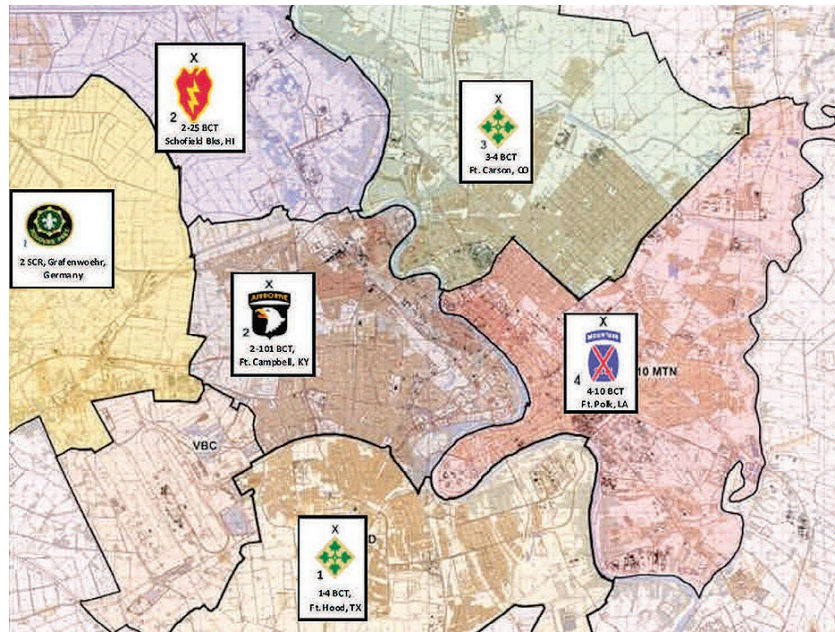 X
2
2-25 BCT
Schofield Bks, HI
X
3
3-4 BCT
Ft. Carson, CO
2 SCR, Grafenwoehr,
Germany
X
AIRBORNE
2
2-101 BCT,
Ft. Campbell, KY
X
MOUNTAIN
4
4-10 BCT
Ft. Polk, LA
10 MTN
VBC
X
D
1
1-4 BCT,
Ft. Hood, TX